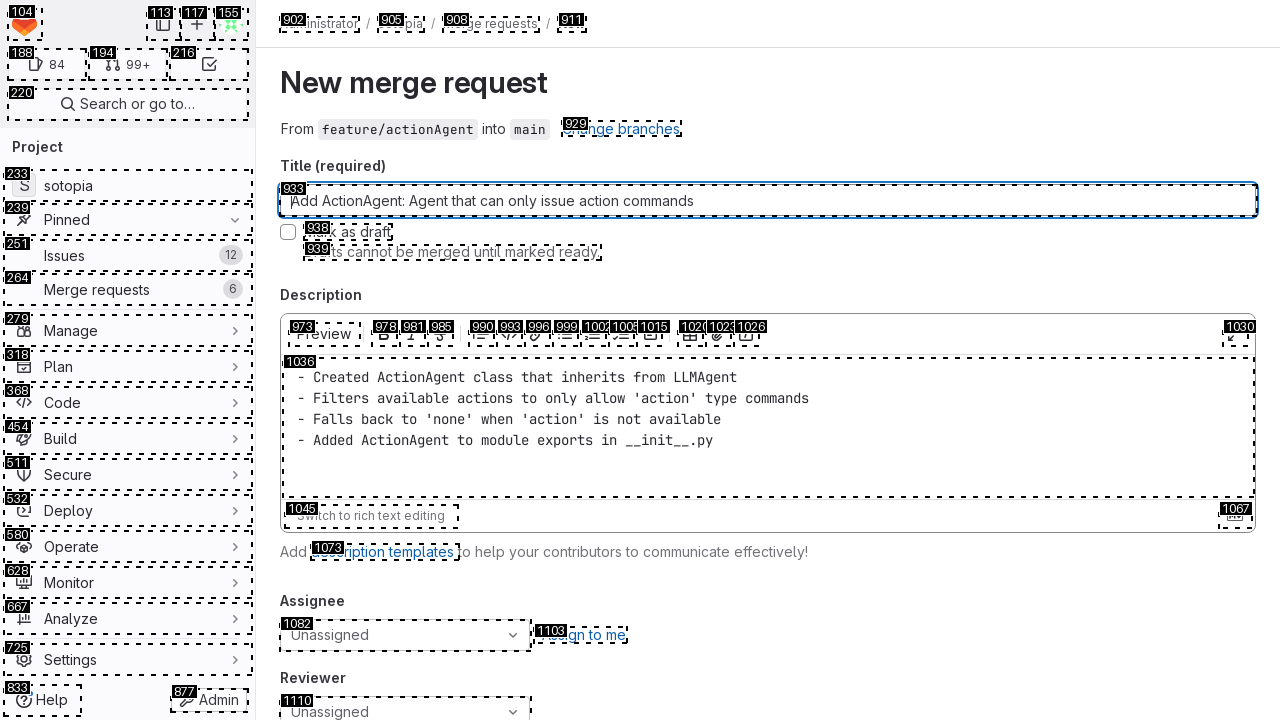 104
113
117
155
188
84
194
99+
216
220
Search or go to…
Project
233
S
sotopia
239
Pinned
251
Issues
12
264
Merge requests
6
279
Manage
318
Plan
368
Code
454
Build
511
Secure
532
Deploy
580
Operate
628
Monitor
667
Analyze
725
Settings
833
Help
877
Admin
902
/
905
/
908
requests
/
911
New merge request
From feature/actionAgent into main
929
branches
Title (required)
933
Add ActionAgent: Agent that can only issue action commands
938
as draft
939
cannot be merged until marked ready.
Description
973
Preview
978
981
985
990
993
996
999
1002
1005
1015
1020
1023
1026
1030
1036
- Created ActionAgent class that inherits from LLMAgent
- Filters available actions to only allow 'action' type commands
- Falls back to 'none' when 'action' is not available
- Added ActionAgent to module exports in __init__.py
1045
Switch to rich text editing
1067
Add
1073
templates to help your contributors to communicate effectively!
Assignee
1082
Unassigned
1103
to me
Reviewer
1110
Unassigned